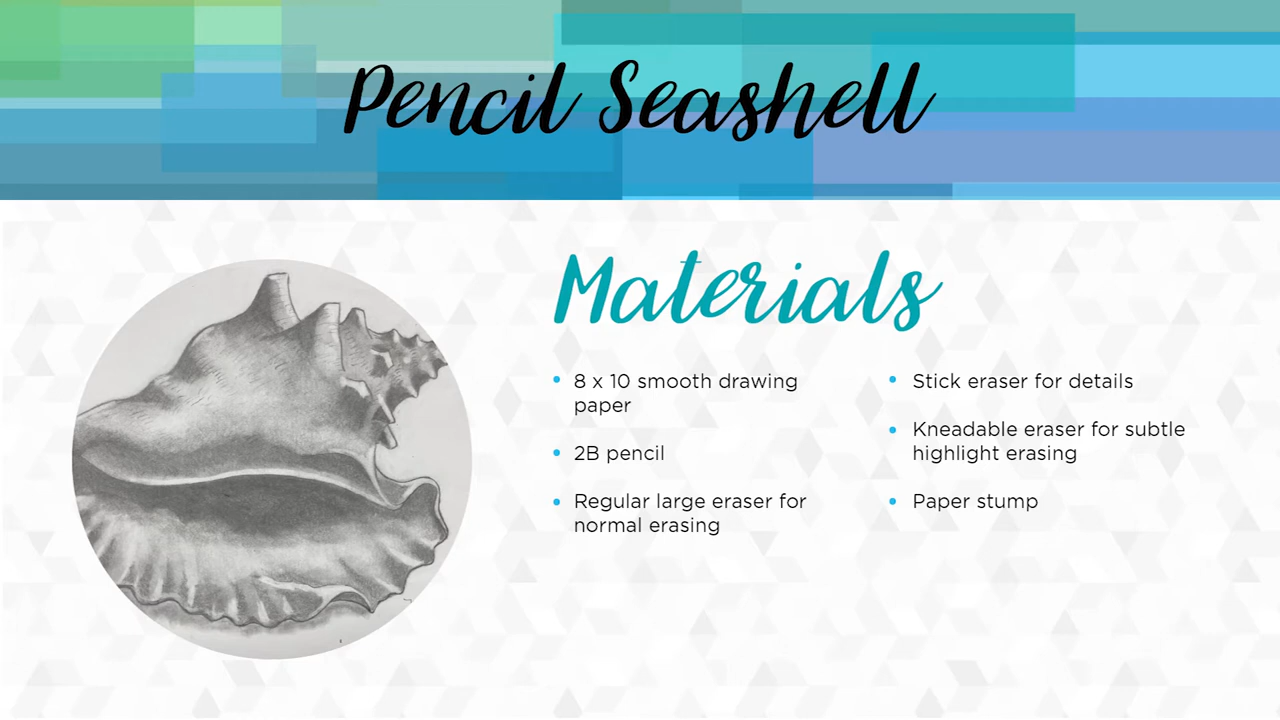 Pencil Seashell
Materials
8 x 10 smooth drawing
paper
2B pencil
Regular large eraser for
normal erasing
Stick eraser for details
Kneadable eraser for subtle
highlight erasing
Paper stump